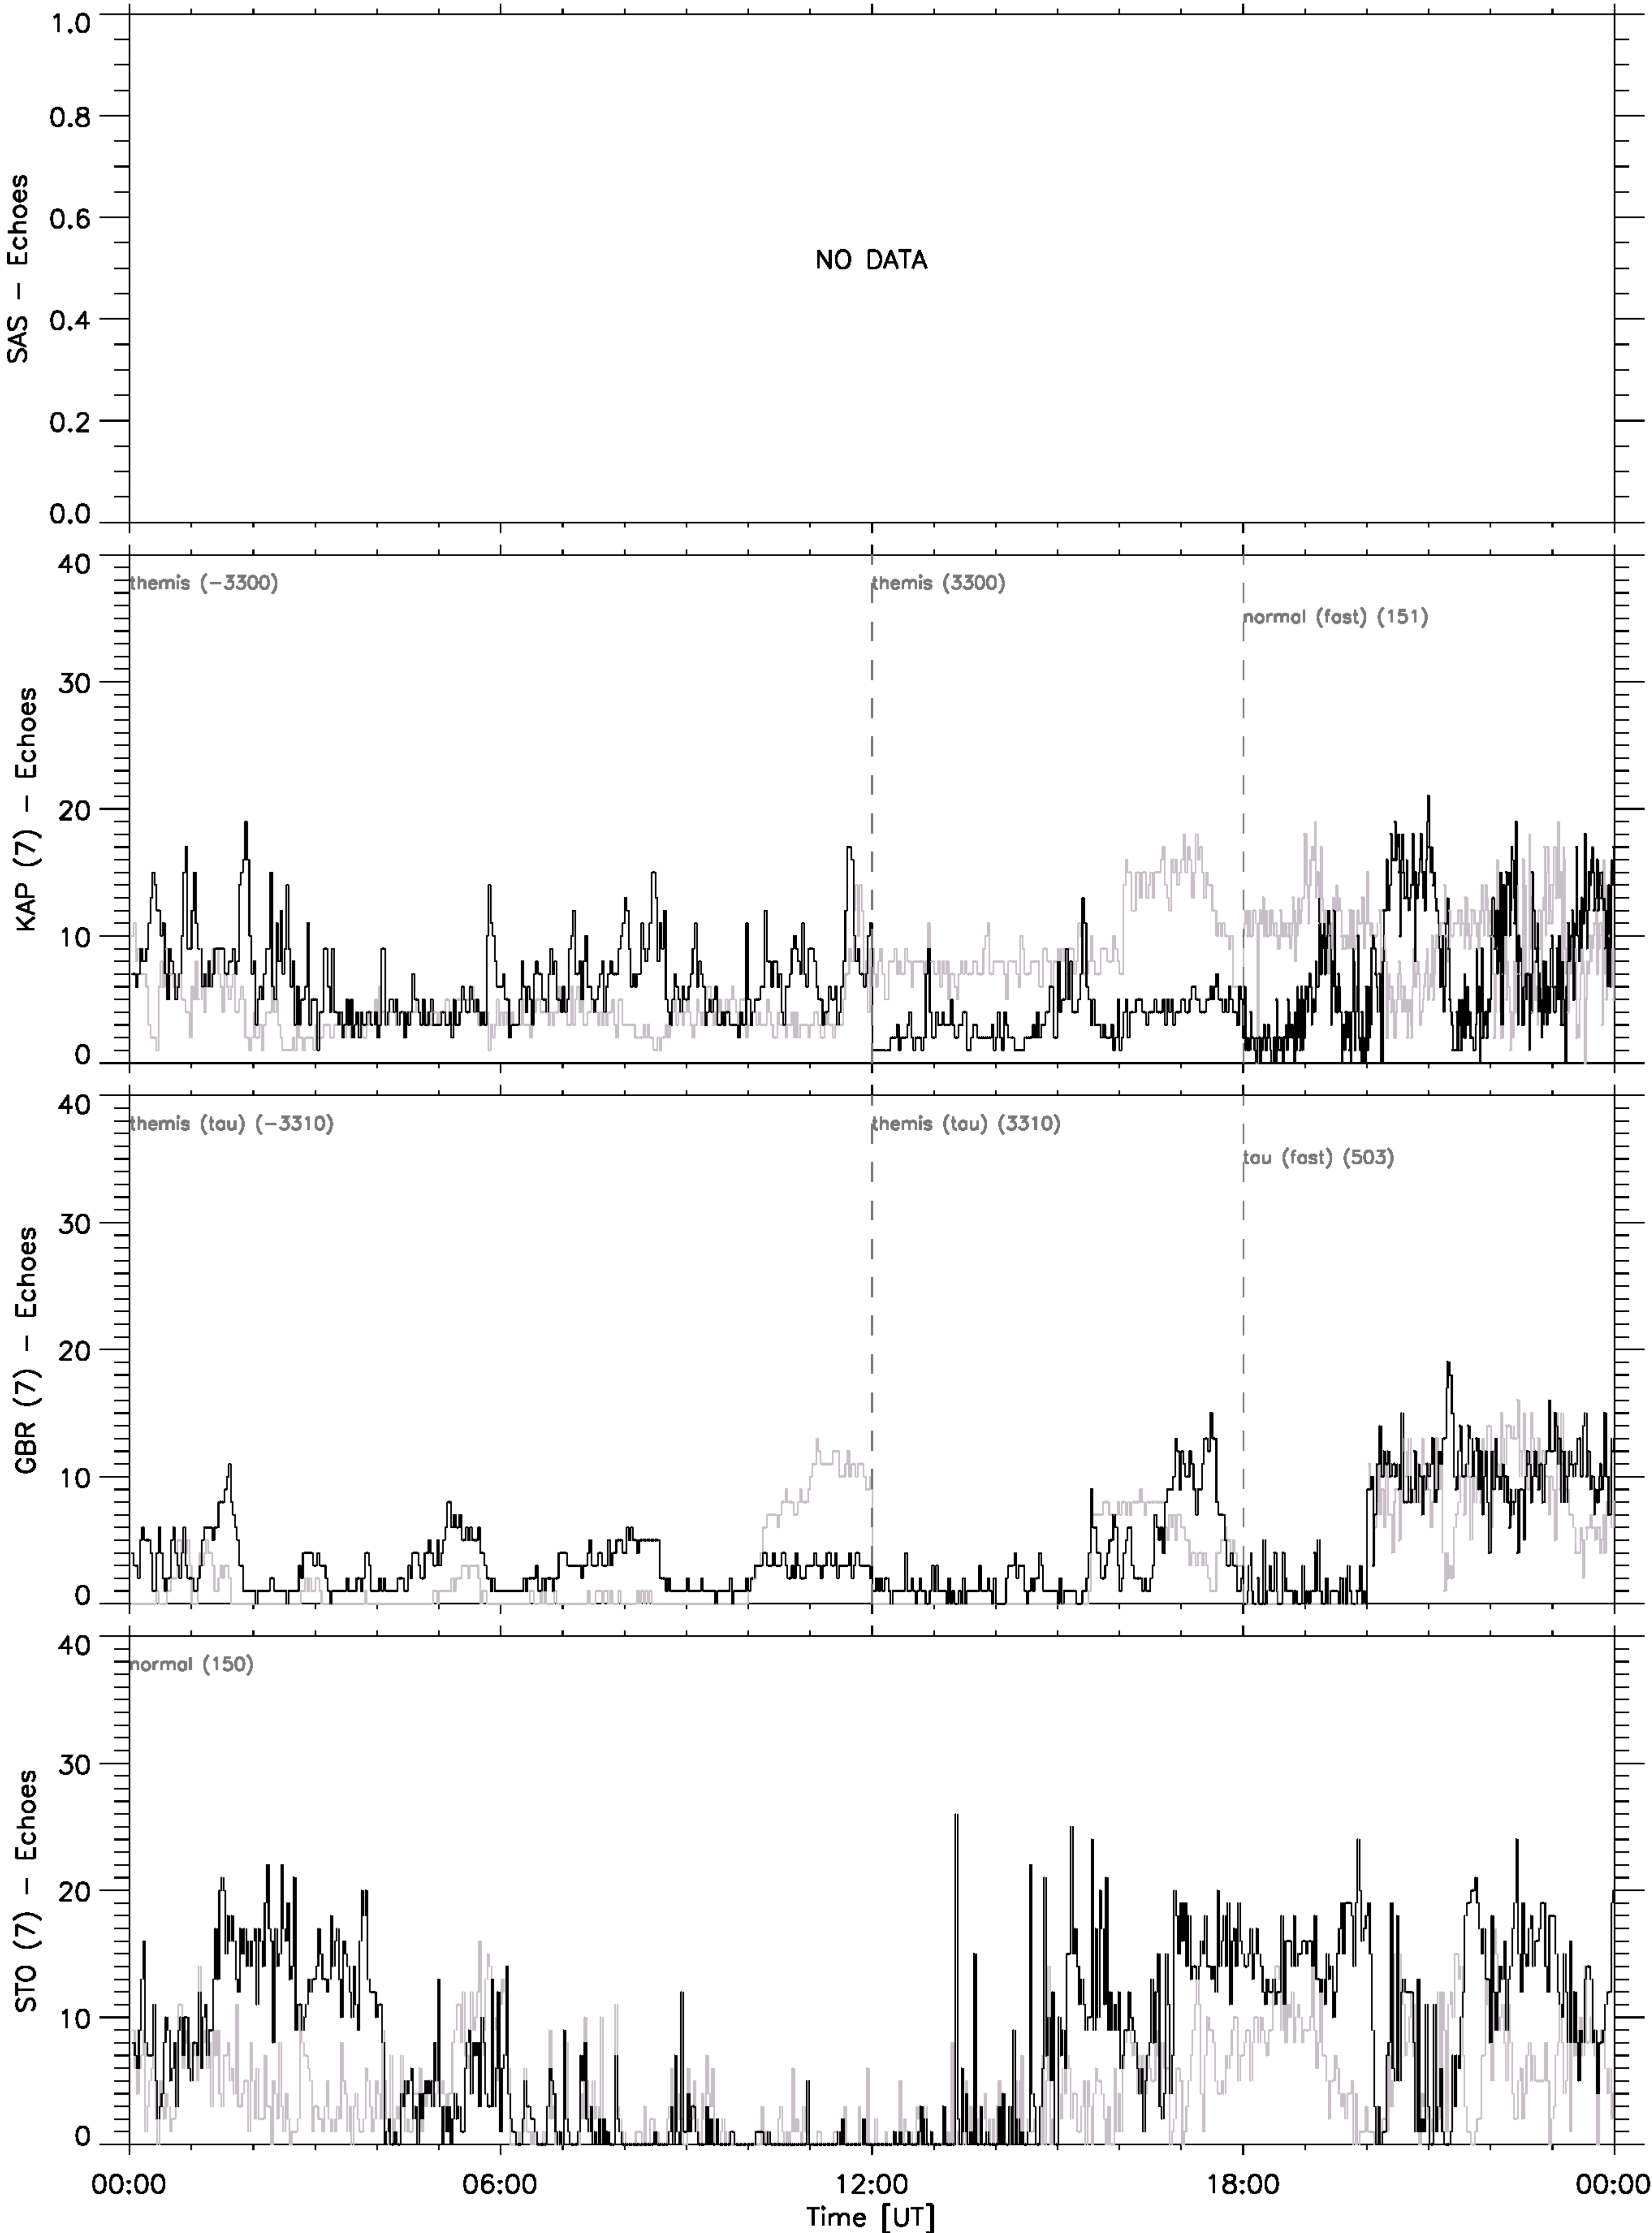 1.0
0.8
0.6
0.4
0.2
0.0
SAS - Echoes
NO DATA
40
30
20
10
0
KAP (7) - Echoes
themis (-3300)
themis (3300)
normal (fast) (151)
40
30
20
10
0
GBR (7) - Echoes
themis (tau) (-3310)
themis (tau) (3310)
tau (fast) (503)
40
30
20
10
0
STO (7) - Echoes
normal (150)
00:00 06:00 12:00 18:00 00:00
Time [UT]